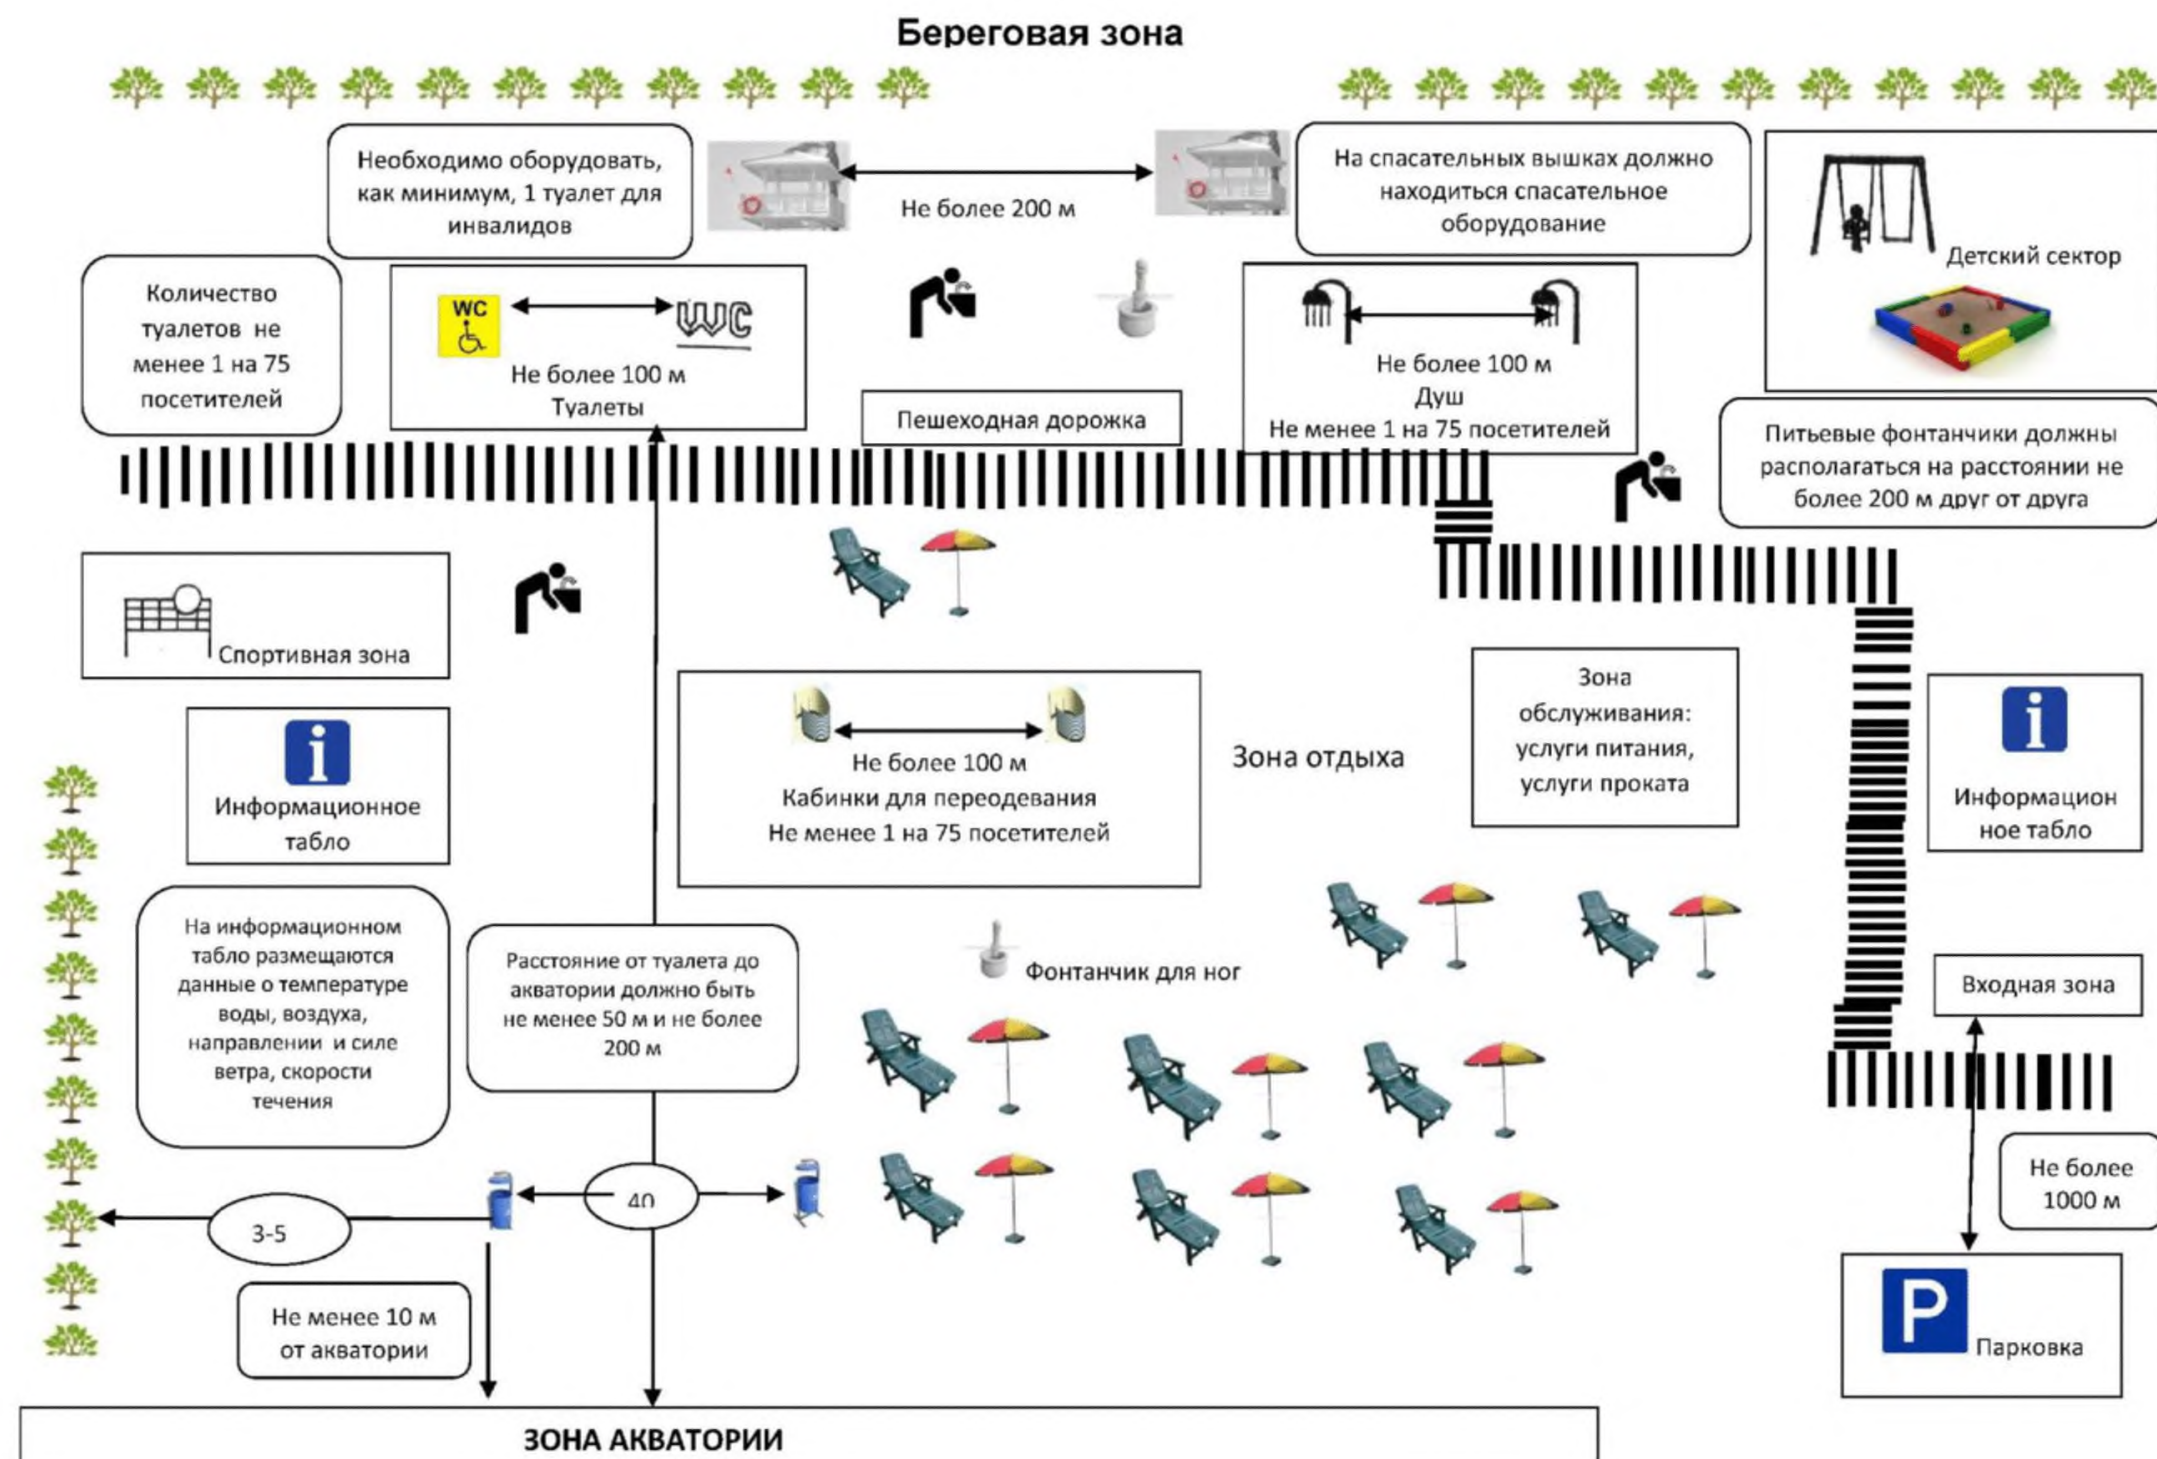 Береговая зона
Необходимо оборудовать,
как минимум, 1 туалет для
инвалидов
Не более 200 м
На спасательных вышках должно
находиться спасательное
оборудование
Детский сектор
Количество
туалетов не
менее 1 на 75
посетителей
WC
WC
Не более 100 м
Туалеты
Пешеходная дорожка
Не более 100 м
Душ
Не менее 1 на 75 посетителей
Питьевые фонтанчики должны
располагаться на расстоянии не
более 200 м друг от друга
Спортивная зона
i
Информационное
табло
Не более 100 м
Кабинки для переодевания
Не менее 1 на 75 посетителей
Зона отдыха
Зона
обслуживания:
услуги питания,
услуги проката
i
Информацион
ное табло
На информационном
табло размещаются
данные о температуре
воды, воздуха,
направлении и силе
ветра, скорости
течения
Расстояние от туалета до
акватории должно быть
не менее 50 м и не более
200 м
Фонтанчик для ног
Входная зона
Не более
1000 м
40
3-5
Не менее 10 м
от акватории
P
Парковка
ЗОНА АКВАТОРИИ